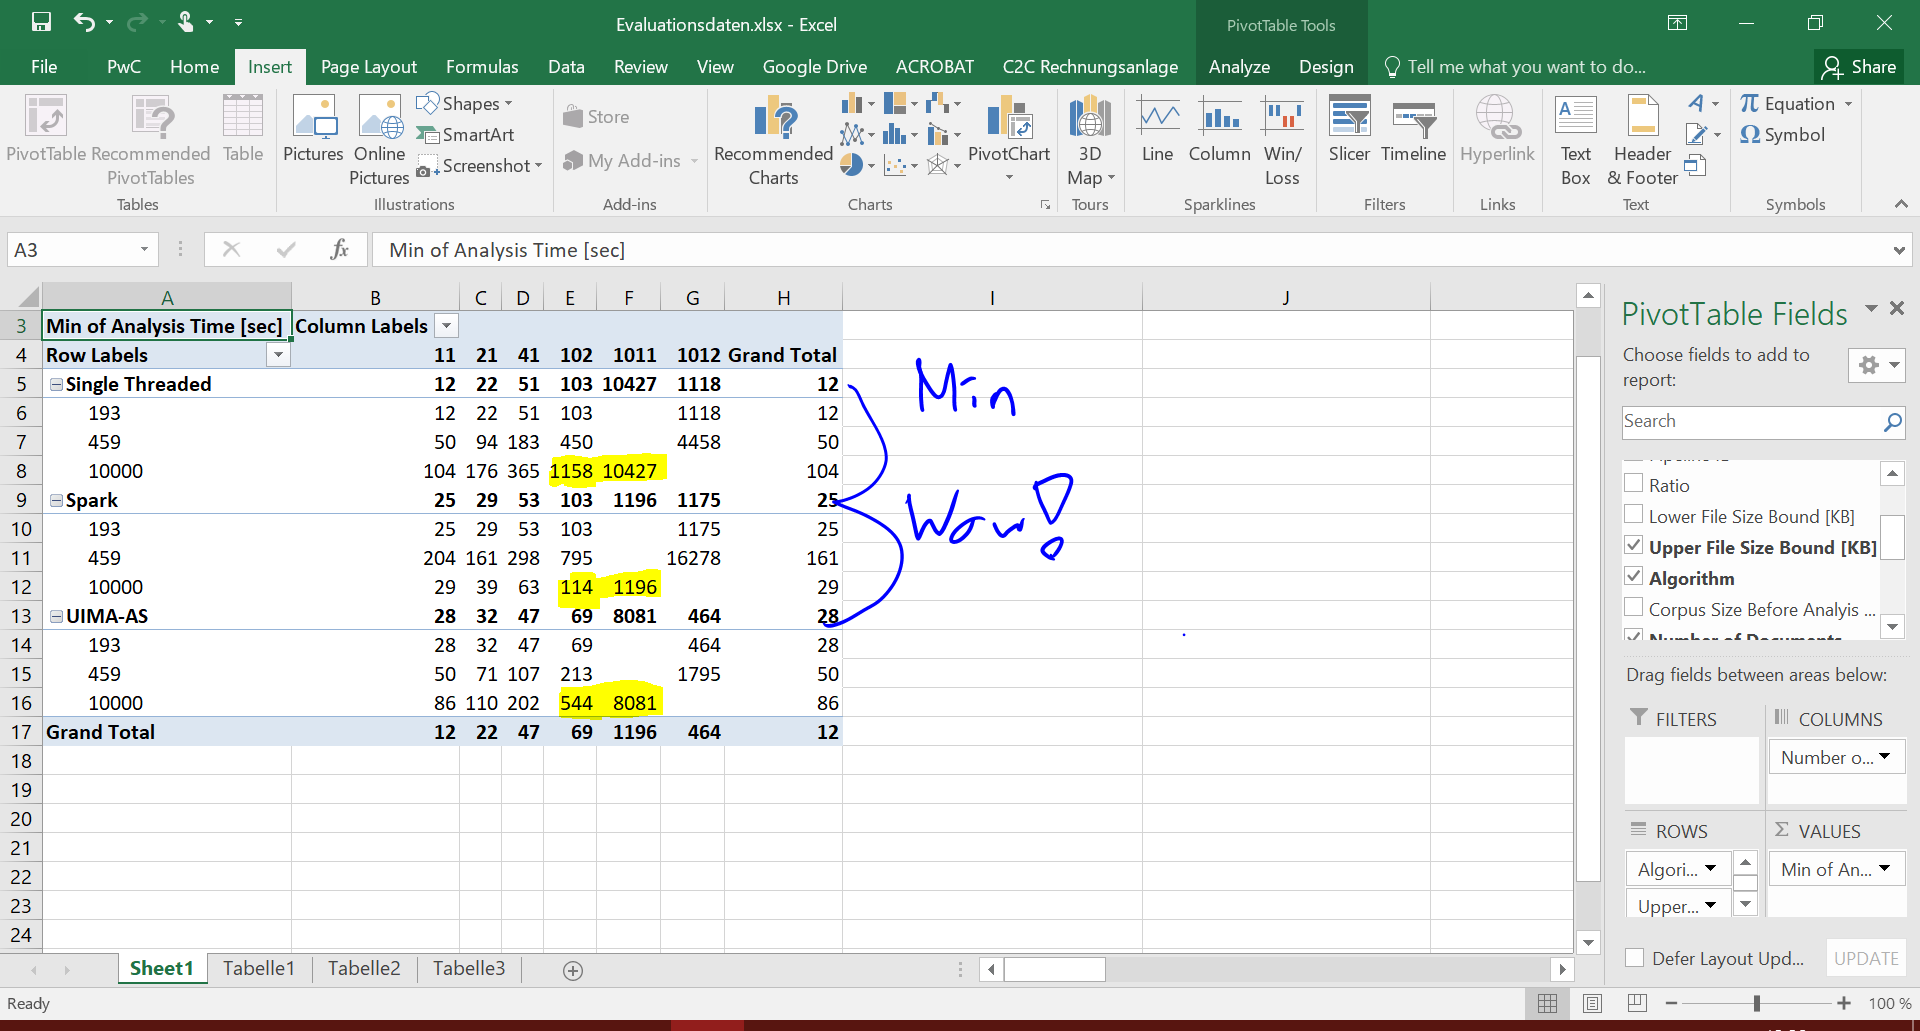 Evaluationsdaten.xlsx - Excel
PivotTable Tools
File PwC Home Insert Page Layout Formulas Data Review View Google Drive ACROBAT C2C Rechnungsanlage Analyze Design Tell me what you want to do... Share
PivotTable
Recommended PivotTables
Table
Tables
Pictures
Online Pictures
Shapes
SmartArt
Screenshot
Illustrations
Store
My Add-ins
Add-ins
Recommended Charts
PivotChart
Charts
3D Map
Tours
Line
Column
Win/ Loss
Sparklines
Slicer
Timeline
Filters
Hyperlink
Links
Text Box
Header & Footer
Text
Equation
Symbol
Symbols
A3 fx Min of Analysis Time [sec]
A B C D E F G H I J
3 Min of Analysis Time [sec] Column Labels
4 Row Labels 11 21 41 102 1011 1012 Grand Total
5 Single Threaded 12 22 51 103 10427 1118 12
6 193 12 22 51 103 1118 12
7 459 50 94 183 450 4458 50
8 10000 104 176 365 1158 10427 104
9 Spark 25 29 53 103 1196 1175 25
10 193 25 29 53 103 1175 25
11 459 204 161 298 795 16278 161
12 10000 29 39 63 114 1196 29
13 UIMA-AS 28 32 47 69 8081 464 28
14 193 28 32 47 69 464 28
15 459 50 71 107 213 1795 50
16 10000 86 110 202 544 8081 86
17 Grand Total 12 22 47 69 1196 464 12
18
19
20
21
22
23
24
Min
Wow!
PivotTable Fields
Choose fields to add to report:
Search
Ratio
Lower File Size Bound [KB]
Upper File Size Bound [KB]
Algorithm
Corpus Size Before Analyis ...
Number of Documents
Drag fields between areas below:
FILTERS
COLUMNS
Number o...
ROWS
Algori...
Upper...
Σ VALUES
Min of An...
Defer Layout Upd... UPDATE
Sheet1 Tabelle1 Tabelle2 Tabelle3
Ready
100 %